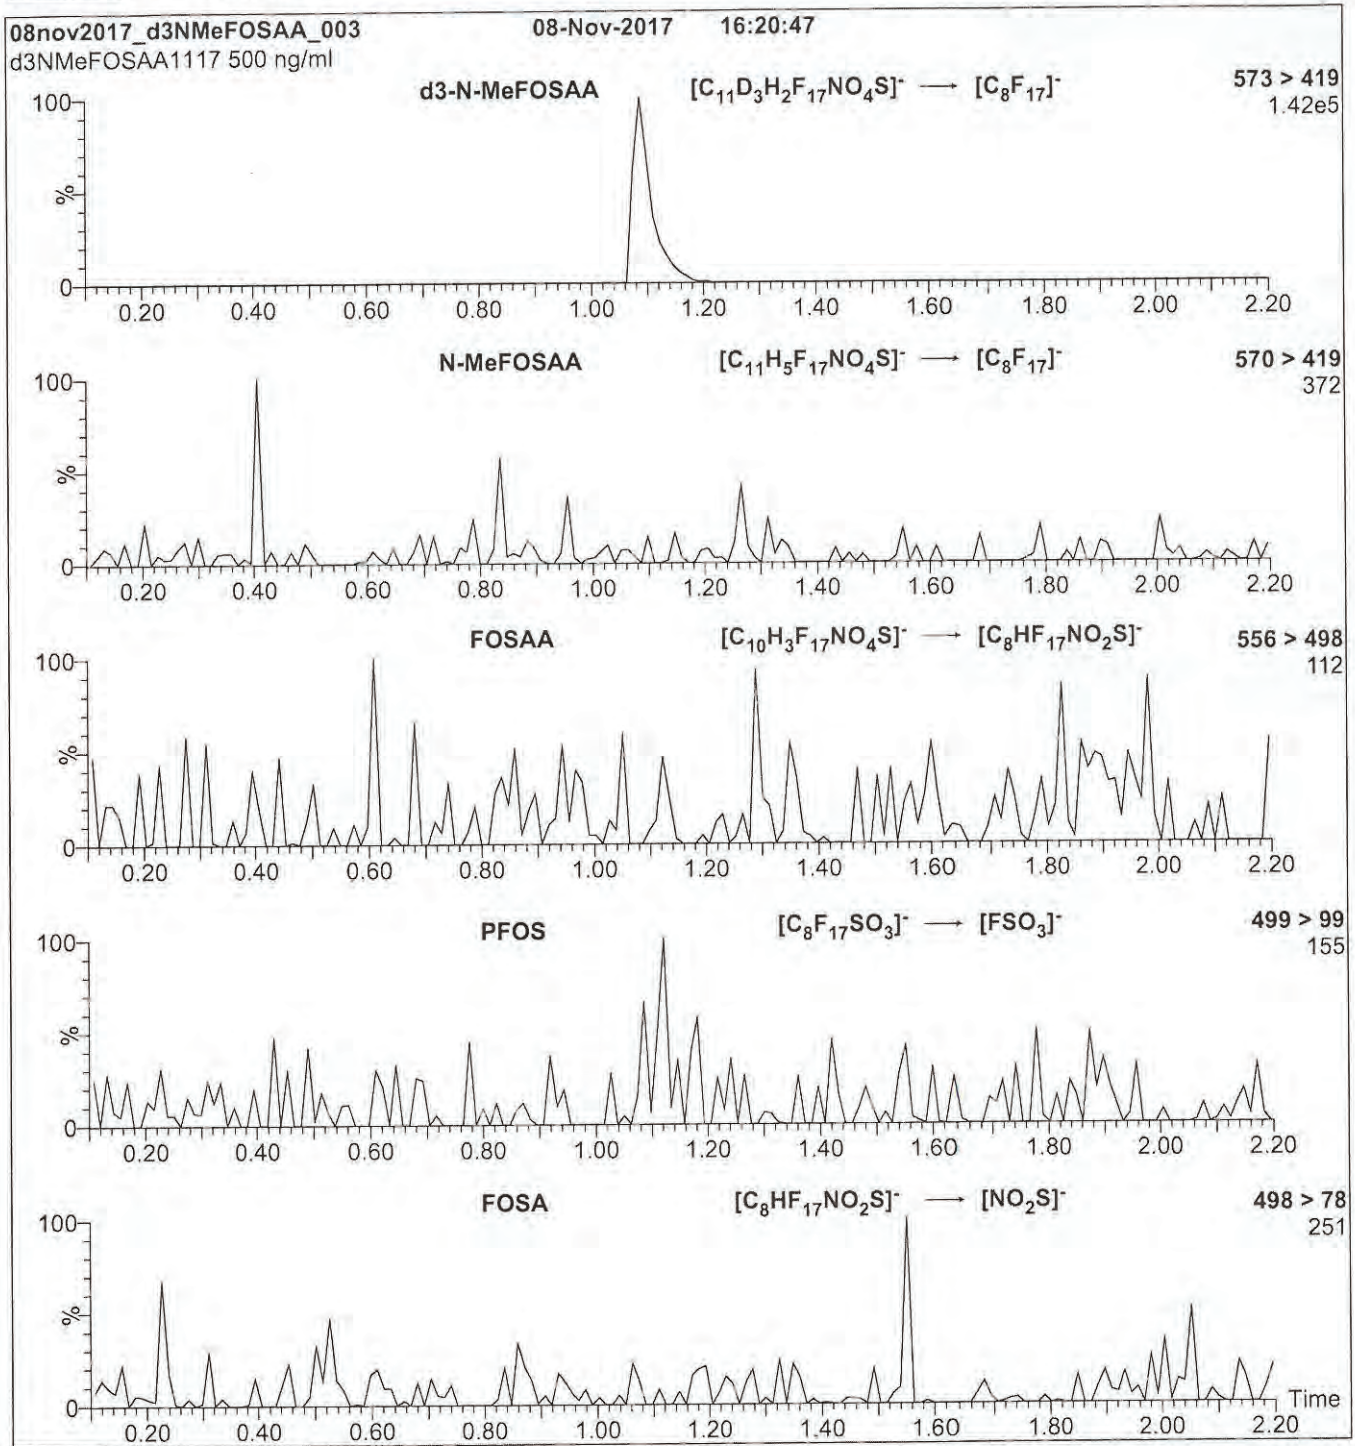 08nov2017_d3NMeFOSAA_003 08-Nov-2017 16:20:47
d3NMeFOSAA1117 500 ng/ml
d3-N-MeFOSAA [C11D3H2F17NO4S]- → [C8F17]- 573 > 419
1.42e5
100
%
0
0.20 0.40 0.60 0.80 1.00 1.20 1.40 1.60 1.80 2.00 2.20
N-MeFOSAA [C11H5F17NO4S]- → [C8F17]- 570 > 419
372
100
%
0
0.20 0.40 0.60 0.80 1.00 1.20 1.40 1.60 1.80 2.00 2.20
FOSAA [C10H3F17NO4S]- → [C8HF17NO2S]- 556 > 498
112
100
%
0
0.20 0.40 0.60 0.80 1.00 1.20 1.40 1.60 1.80 2.00 2.20
PFOS [C8F17SO3]- → [FSO3]- 499 > 99
155
100
%
0
0.20 0.40 0.60 0.80 1.00 1.20 1.40 1.60 1.80 2.00 2.20
FOSA [C8HF17NO2S]- → [NO2S]- 498 > 78
251
100
%
0
Time
0.20 0.40 0.60 0.80 1.00 1.20 1.40 1.60 1.80 2.00 2.20